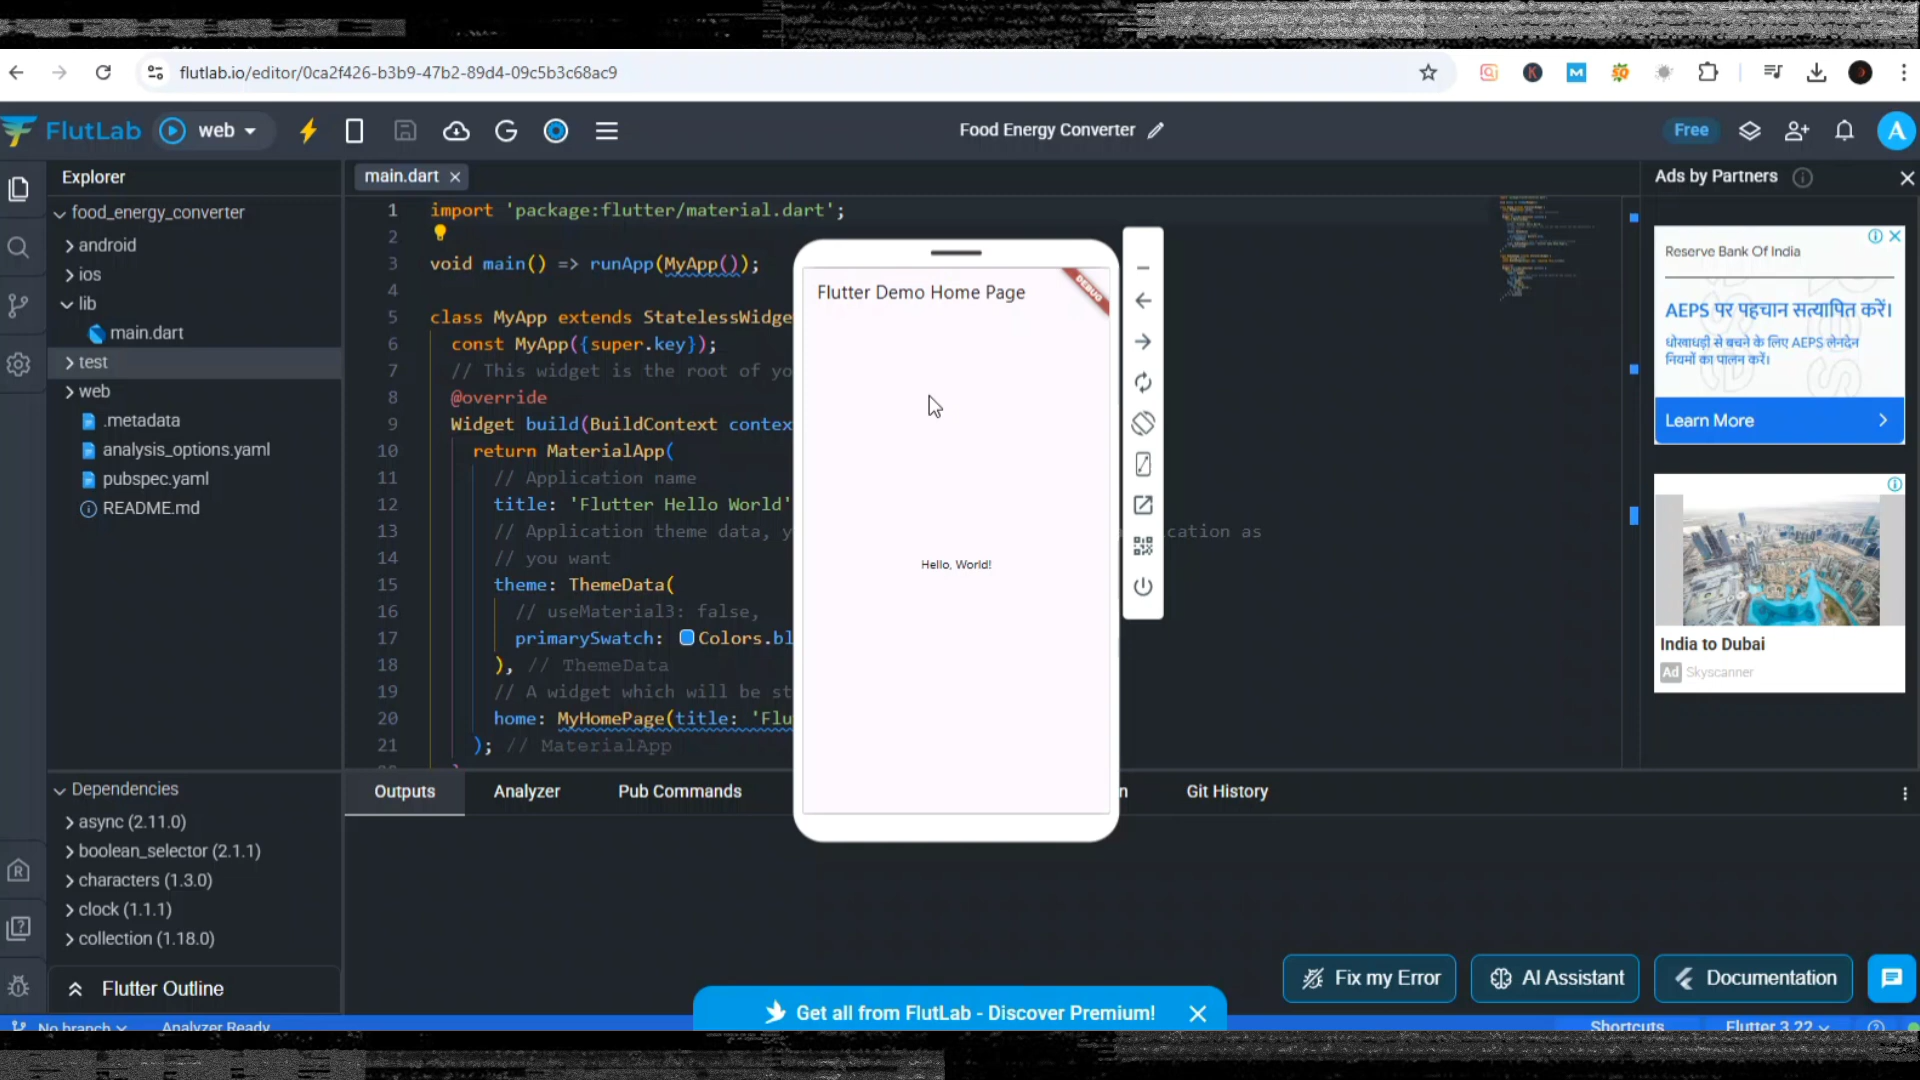 flutlab.io/editor/0ca2f426-b3b9-47b2-89d4-09c5b3c68ac9
FlutLab
web
Food Energy Converter
Free
A
Explorer
food_energy_converter
android
ios
lib
main.dart
test
web
.metadata
analysis_options.yaml
pubspec.yaml
README.md
Dependencies
async (2.11.0)
boolean_selector (2.1.1)
characters (1.3.0)
clock (1.1.1)
collection (1.18.0)
Flutter Outline
No branch
Analyzer Ready
main.dart
1 import 'package:flutter/material.dart';
2
3 void main() => runApp(MyApp());
4
5 class MyApp extends StatelessWidge
6 const MyApp({super.key});
7 // This widget is the root of yo
8 @override
9 Widget build(BuildContext contex
10 return MaterialApp(
11 // Application name
12 title: 'Flutter Hello World'
13 // Application theme data, y cation as
14 // you want
15 theme: ThemeData(
16 // useMaterial3: false,
17 primarySwatch: Colors.bl
18 ), // ThemeData
19 // A widget which will be st
20 home: MyHomePage(title: 'Flu
21 ); // MaterialApp
Flutter Demo Home Page
DEBUG
Hello, World!
Outputs
Analyzer
Pub Commands
n
Git History
Ads by Partners
Reserve Bank Of India
AEPS पर पहचान सत्यापित करें।
धोखाधड़ी से बचने के लिए AEPS लेनदेन
नियमों का पालन करें।
Learn More
India to Dubai
Ad Skyscanner
Fix my Error
AI Assistant
Documentation
Get all from FlutLab - Discover Premium!
Shortcuts
Flutter 3.22